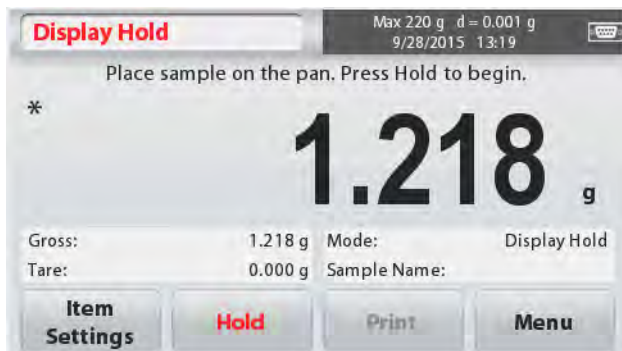 Display Hold
Max 220 g d = 0.001 g
9/28/2015 13:19
Place sample on the pan. Press Hold to begin.
*
1.218 g
Gross: 1.218 g Mode: Display Hold
Tare: 0.000 g Sample Name:
Item Settings
Hold
Print
Menu